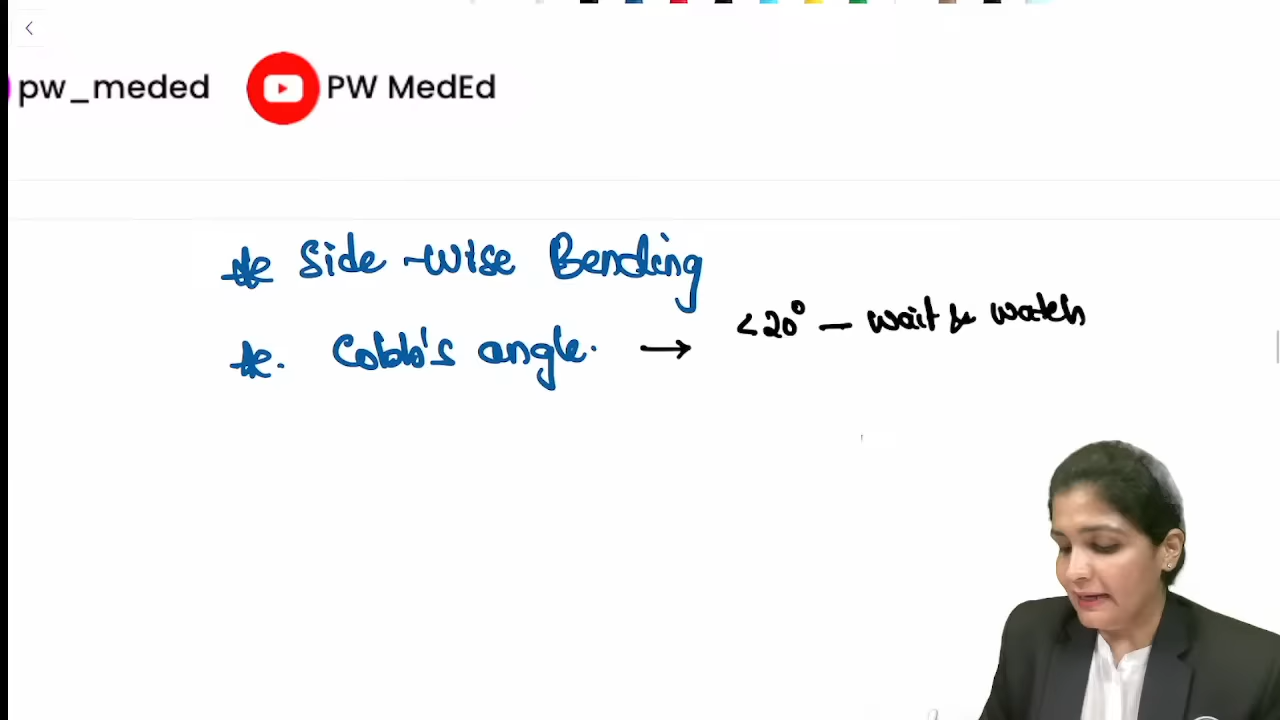 pw_meded PW MedEd
Side-wise Bending
<20° — wait & watch
Cobb's angle. →